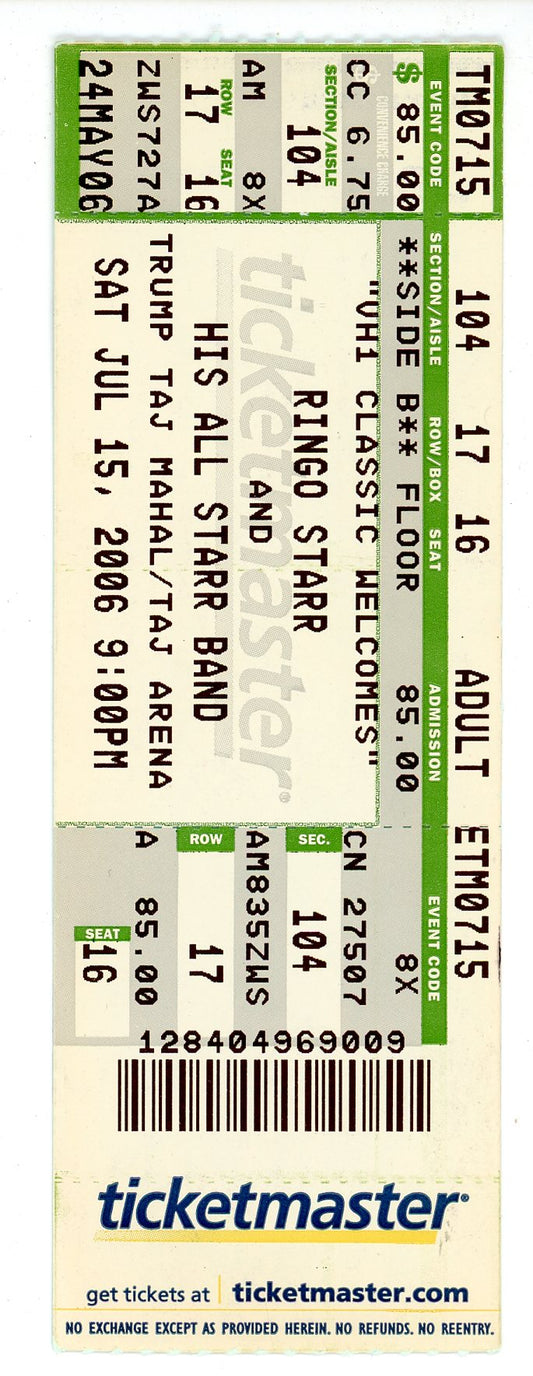 TM0715
EVENT CODE
$ 85.00
CONVENIENCE CHARGE
CC 6.75
SECTION/AISLE
104
AM 8X
ROW SEAT
17 16
ZWS727A
24MAY06
104 17 16 ADULT
SECTION/AISLE ROW/BOX SEAT ADMISSION
**SIDE B** FLOOR 85.00
"VH1 CLASSIC WELCOMES"
RINGO STARR
AND
HIS ALL STARR BAND
TRUMP TAJ MAHAL/TAJ ARENA
SAT JUL 15, 2006 9:00PM
ticketmaster®
ETM0715
EVENT CODE
8X
CN 27507
SEC.
104
AM835ZWS
ROW
17
A 85.00
SEAT
16
128404969009
ticketmaster®
get tickets at ticketmaster.com
NO EXCHANGE EXCEPT AS PROVIDED HEREIN. NO REFUNDS. NO REENTRY.